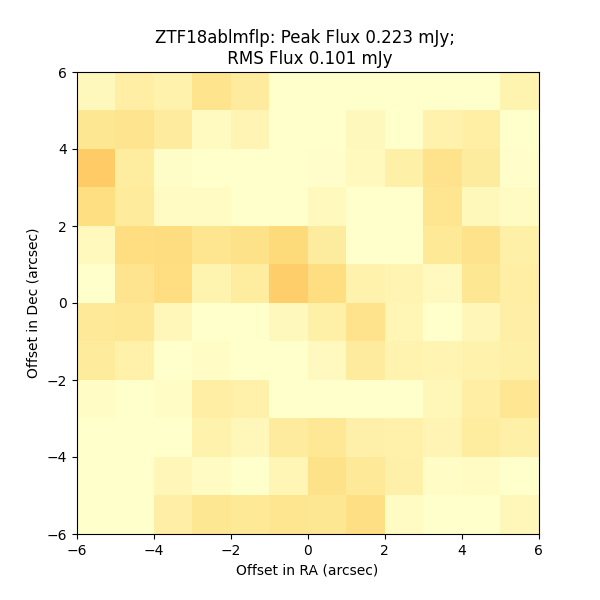 ZTF18ablmflp: Peak Flux 0.223 mJy;
RMS Flux 0.101 mJy
6
4
2
0
−2
−4
−6
Offset in Dec (arcsec)
−6 −4 −2 0 2 4 6
Offset in RA (arcsec)